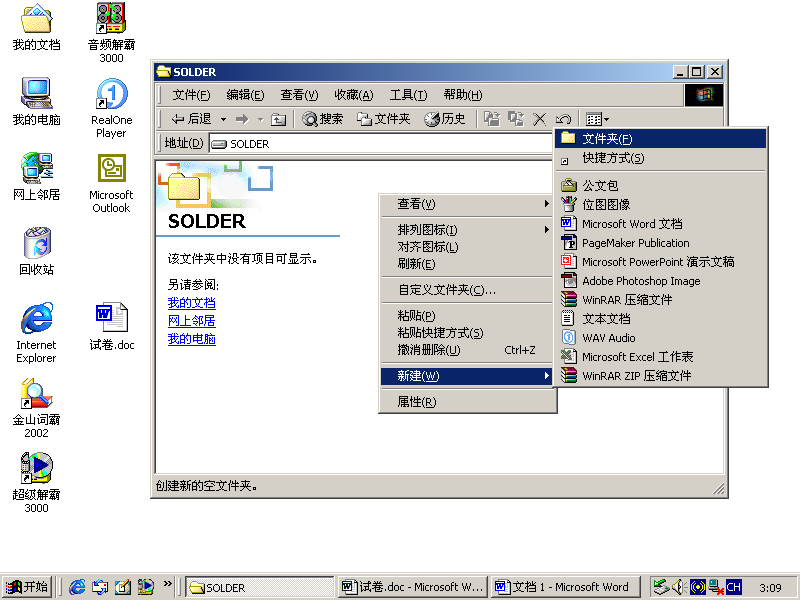 我的文档
音频解霸
3000
我的电脑
RealOne
Player
网上邻居
Microsoft
Outlook
回收站
Internet
Explorer
试卷.doc
金山词霸
2002
超级解霸
3000
SOLDER
文件(F) 编辑(E) 查看(V) 收藏(A) 工具(T) 帮助(H)
后退 搜索 文件夹 历史
地址(D) SOLDER
SOLDER
该文件夹中没有项目可显示。
另请参阅:
我的文档
网上邻居
我的电脑
查看(V)
排列图标(I)
对齐图标(L)
刷新(E)
自定义文件夹(C)...
粘贴(P)
粘贴快捷方式(S)
撤消删除(U) Ctrl+Z
新建(W)
属性(R)
文件夹(F)
快捷方式(S)
公文包
位图图像
Microsoft Word 文档
PageMaker Publication
Microsoft PowerPoint 演示文稿
Adobe Photoshop Image
WinRAR 压缩文件
文本文档
WAV Audio
Microsoft Excel 工作表
WinRAR ZIP 压缩文件
创建新的空文件夹。
开始 » SOLDER 试卷.doc - Microsoft W... 文档 1 - Microsoft Word CH 3:09